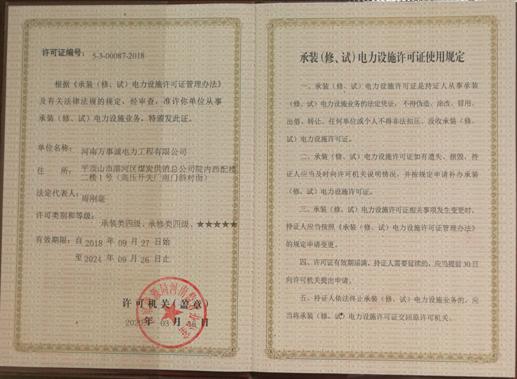 许可证编号: 5-3-00087-2018
根据《承装(修、试)电力设施许可证管理办法》
及有关法律法规的规定,经审查,准许你单位从事
承装(修、试)电力设施业务,特颁发此证。
单位名称: 河南万事诚电力工程有限公司
住 所: 平顶山市湛河区煤炭供销总公司院内西配楼
二楼1号(高压开关厂南门斜对面)
法定代表人:
许可类别和等级:
承装类四级、承修类四级、★★★★★
有效期限: 自 2018 年 09 月 27 日始
至 2024 年 09 月 26 日止
许可机关(盖章)
年 03 月 日
承装(修、试)电力设施许可证使用规定
一、承装(修、试)电力设施许可证是持证人从事承装
(修、试)电力设施业务的法定凭证,不得伪造、涂改、冒用、
出借、转让。任何单位或个人不得非法扣压、没收承装(修、
试)电力设施许可证。
二、承装(修、试)电力设施许可证如有遗失、损毁,持
证人应当及时向许可机关说明情况,并按规定申请补办承装
(修、试)电力设施许可证。
三、承装(修、试)电力设施许可证相关事项发生变更时,
持证人应当按照《承装(修、试)电力设施许可证管理办法》
的规定申请变更。
四、许可证有效期届满,持证人需要延续的,应当提前30日
向许可机关提出申请。
五、持证人依法终止承装(修、试)电力设施业务的,应
当将承装(修、试)电力设施许可证交回原许可机关。